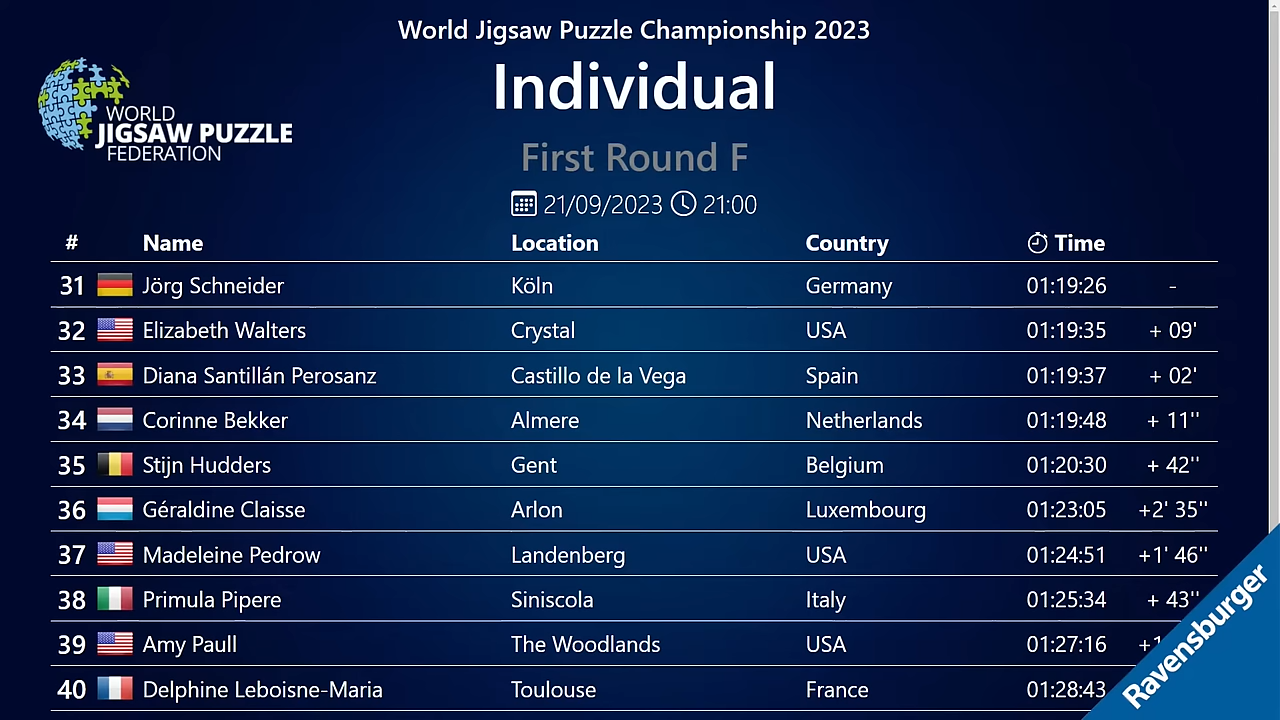 World Jigsaw Puzzle Championship 2023
Individual
WORLD
JIGSAW PUZZLE
FEDERATION
First Round F
21/09/2023 21:00
# Name Location Country Time
31 Jörg Schneider Köln Germany 01:19:26 -
32 Elizabeth Walters Crystal USA 01:19:35 + 09'
33 Diana Santillán Perosanz Castillo de la Vega Spain 01:19:37 + 02'
34 Corinne Bekker Almere Netherlands 01:19:48 + 11''
35 Stijn Hudders Gent Belgium 01:20:30 + 42''
36 Géraldine Claisse Arlon Luxembourg 01:23:05 +2' 35''
37 Madeleine Pedrow Landenberg USA 01:24:51 +1' 46''
38 Primula Pipere Siniscola Italy 01:25:34 + 43''
39 Amy Paull The Woodlands USA 01:27:16
40 Delphine Leboisne-Maria Toulouse France 01:28:43
Ravensburger